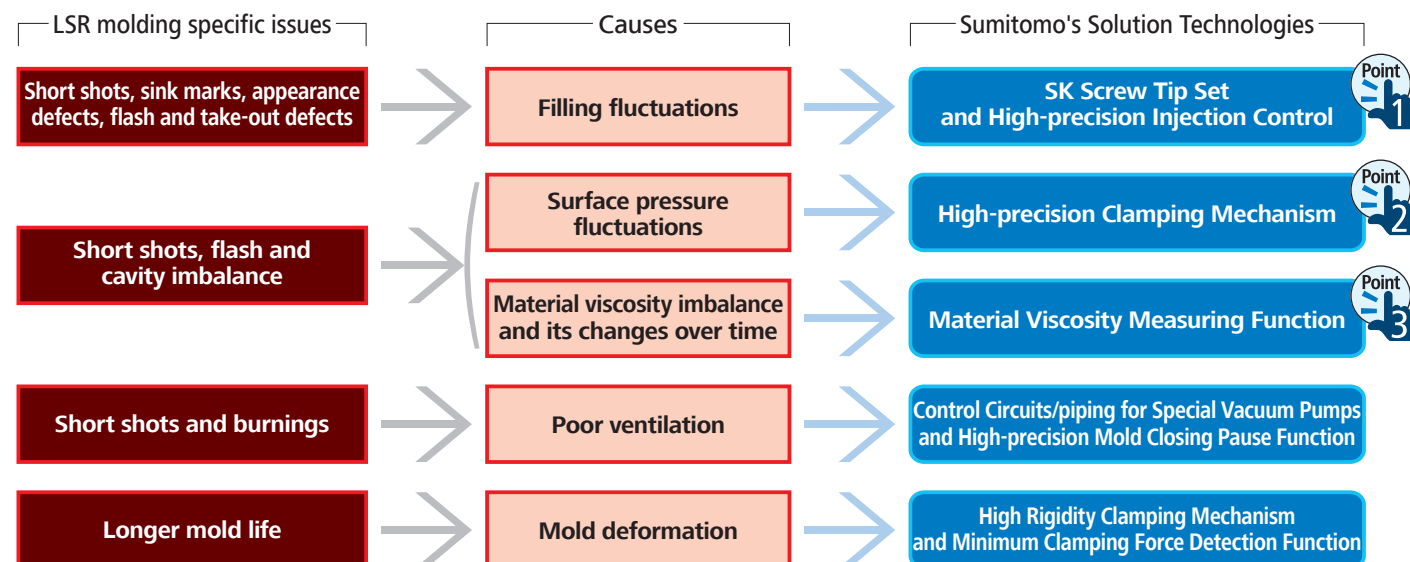 LSR molding specific issues
Causes
Sumitomo's Solution Technologies
Short shots, sink marks, appearance
defects, flash and take-out defects
Filling fluctuations
SK Screw Tip Set
and High-precision Injection Control
Point
1
Short shots, flash and
cavity imbalance
Surface pressure
fluctuations
High-precision Clamping Mechanism
Point
2
Material viscosity imbalance
and its changes over time
Material Viscosity Measuring Function
Point
3
Short shots and burnings
Poor ventilation
Control Circuits/piping for Special Vacuum Pumps
and High-precision Mold Closing Pause Function
Longer mold life
Mold deformation
High Rigidity Clamping Mechanism
and Minimum Clamping Force Detection Function